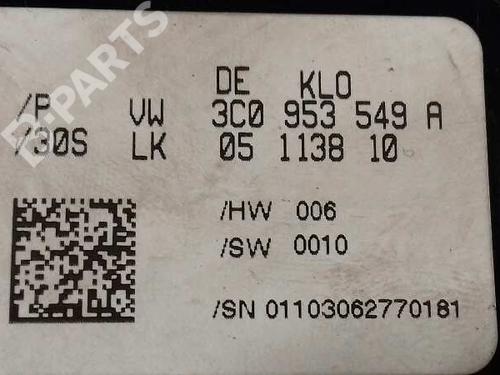 DE KLO
/P VW 3C0 953 549 A
/30S LK 05 1138 10
/HW 006
/SW 0010
/SN 01103062770181
B-PARTS